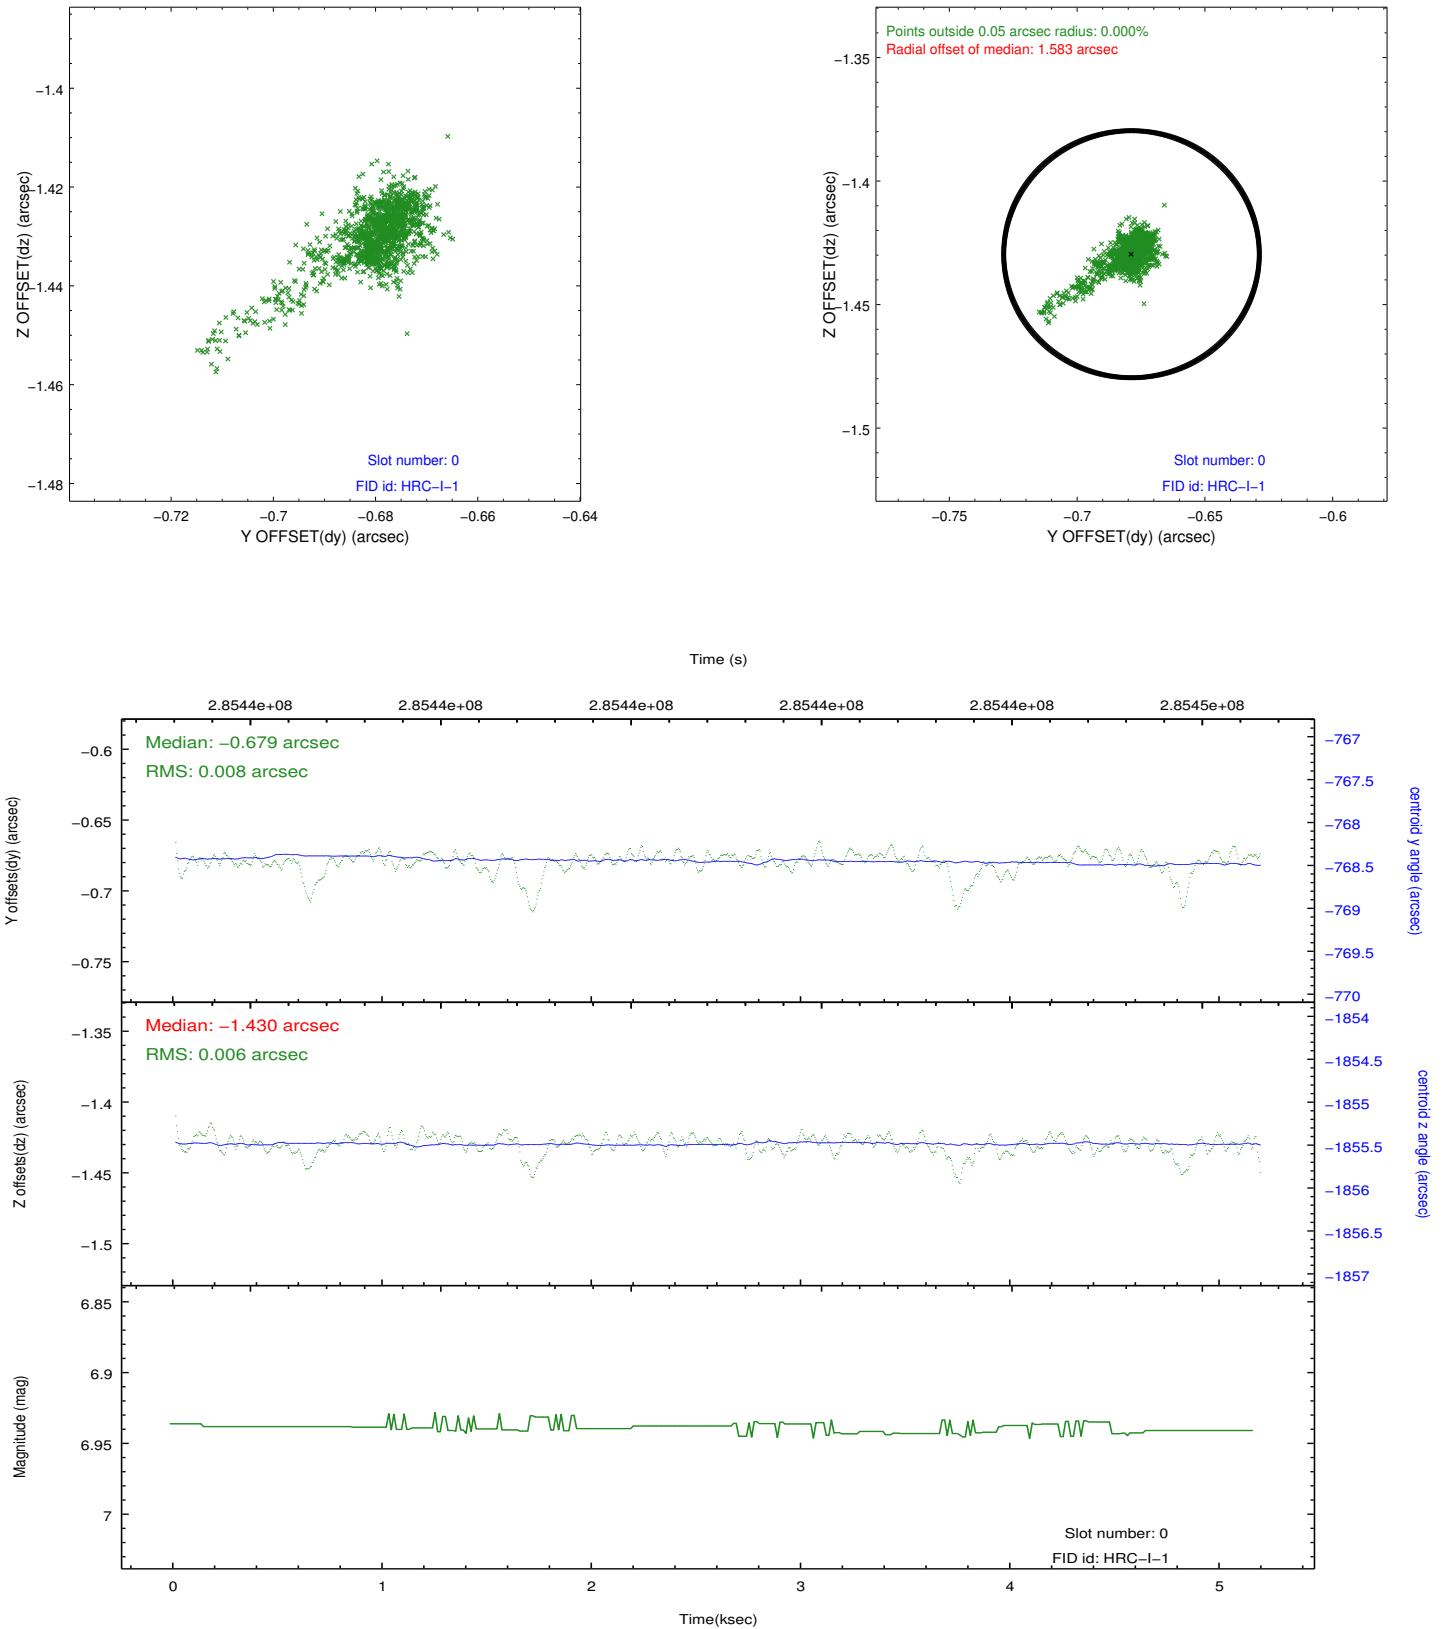 −1.4
−1.42
−1.44
−1.46
−1.48
Z OFFSET(dz) (arcsec)
Slot number: 0
FID id: HRC−I−1
−0.72
−0.7
−0.68
−0.66
−0.64
Y OFFSET(dy) (arcsec)
Points outside 0.05 arcsec radius: 0.000%
Radial offset of median: 1.583 arcsec
−1.35
−1.4
−1.45
−1.5
Z OFFSET(dz) (arcsec)
Slot number: 0
FID id: HRC−I−1
−0.75
−0.7
−0.65
−0.6
Y OFFSET(dy) (arcsec)
Time (s)
2.8544e+08
2.8544e+08
2.8544e+08
2.8544e+08
2.8544e+08
2.8545e+08
Median: −0.679 arcsec
RMS: 0.008 arcsec
−0.6
−0.65
−0.7
−0.75
Y offsets(dy) (arcsec)
−767
−767.5
−768
−768.5
−769
−769.5
−770
centroid y angle (arcsec)
Median: −1.430 arcsec
RMS: 0.006 arcsec
−1.35
−1.4
−1.45
−1.5
Z offsets(dz) (arcsec)
−1854
−1854.5
−1855
−1855.5
−1856
−1856.5
−1857
centroid z angle (arcsec)
6.85
6.9
6.95
7
Magnitude (mag)
Slot number: 0
FID id: HRC−I−1
0
1
2
3
4
5
Time(ksec)